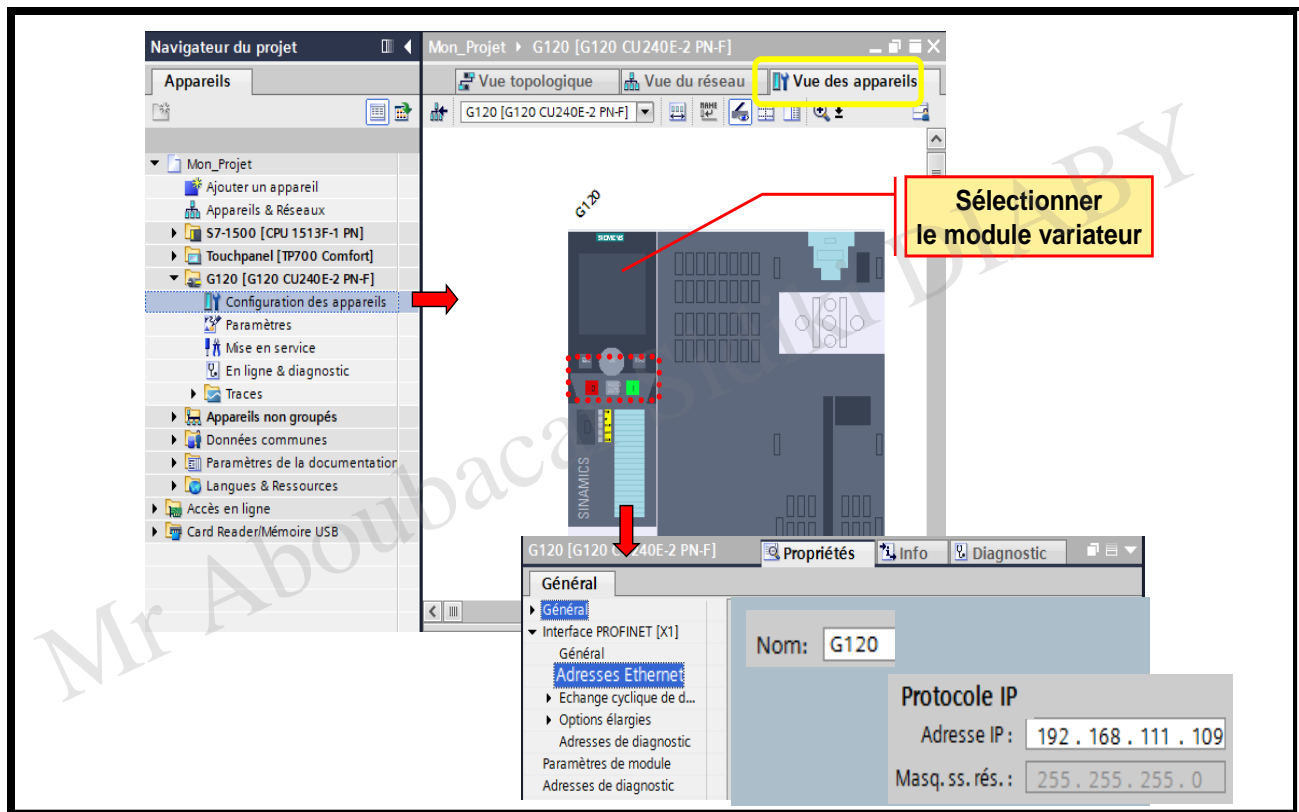 Navigateur du projet
Appareils
Mon_Projet
Ajouter un appareil
Appareils & Réseaux
S7-1500 [CPU 1513F-1 PN]
Touchpanel [TP700 Comfort]
G120 [G120 CU240E-2 PN-F]
Configuration des appareils
Paramètres
Mise en service
En ligne & diagnostic
Traces
Appareils non groupés
Données communes
Paramètres de la documentation
Langues & Ressources
Accès en ligne
Card Reader/Mémoire USB
Mon_Projet G120 [G120 CU240E-2 PN-F]
Vue topologique Vue du réseau Vue des appareils
G120 [G120 CU240E-2 PN-F]
NAME
G120
SIEMENS
SINAMICS
Sélectionner
le module variateur
G120 [G120 CU240E-2 PN-F] Propriétés Info Diagnostic
Général
Général
Interface PROFINET [X1]
Général
Adresses Ethernet
Echange cyclique de d...
Options élargies
Adresses de diagnostic
Paramètres de module
Adresses de diagnostic
Nom: G120
Protocole IP
Adresse IP : 192 . 168 . 111 . 109
Masq. ss. rés. : 255 . 255 . 255 . 0
Mr Aboubacar Sidiki DIABY